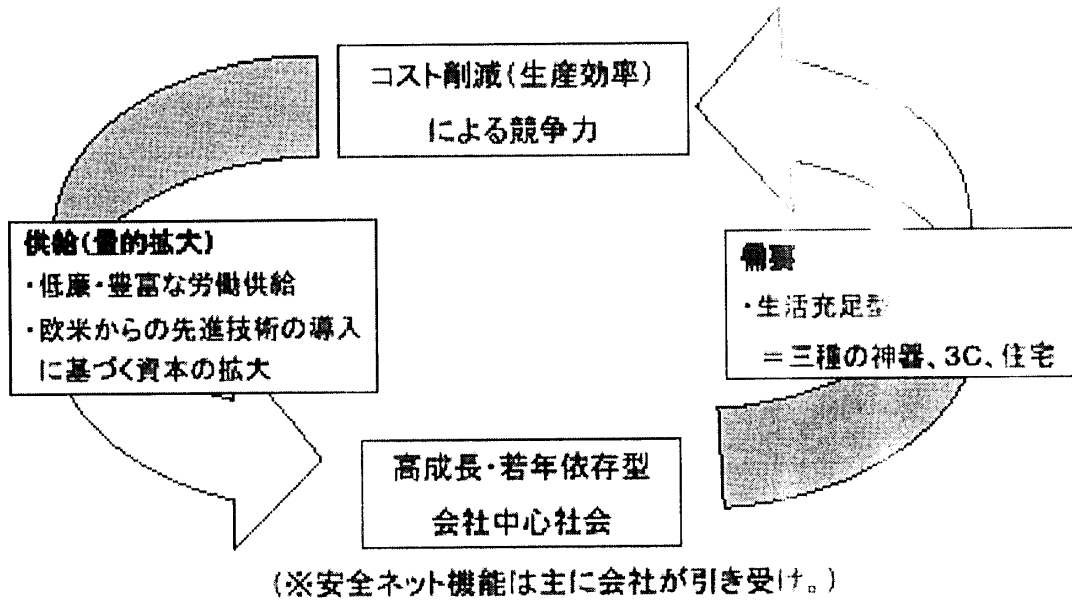 コスト削減(生産効率)
による競争力
供給(量的拡大)
・低廉・豊富な労働供給
・欧米からの先進技術の導入
に基づく資本の拡大
需要
・生活充足型
＝三種の神器、3C、住宅
高成長・若年依存型
会社中心社会
(※安全ネット機能は主に会社が引き受け。)